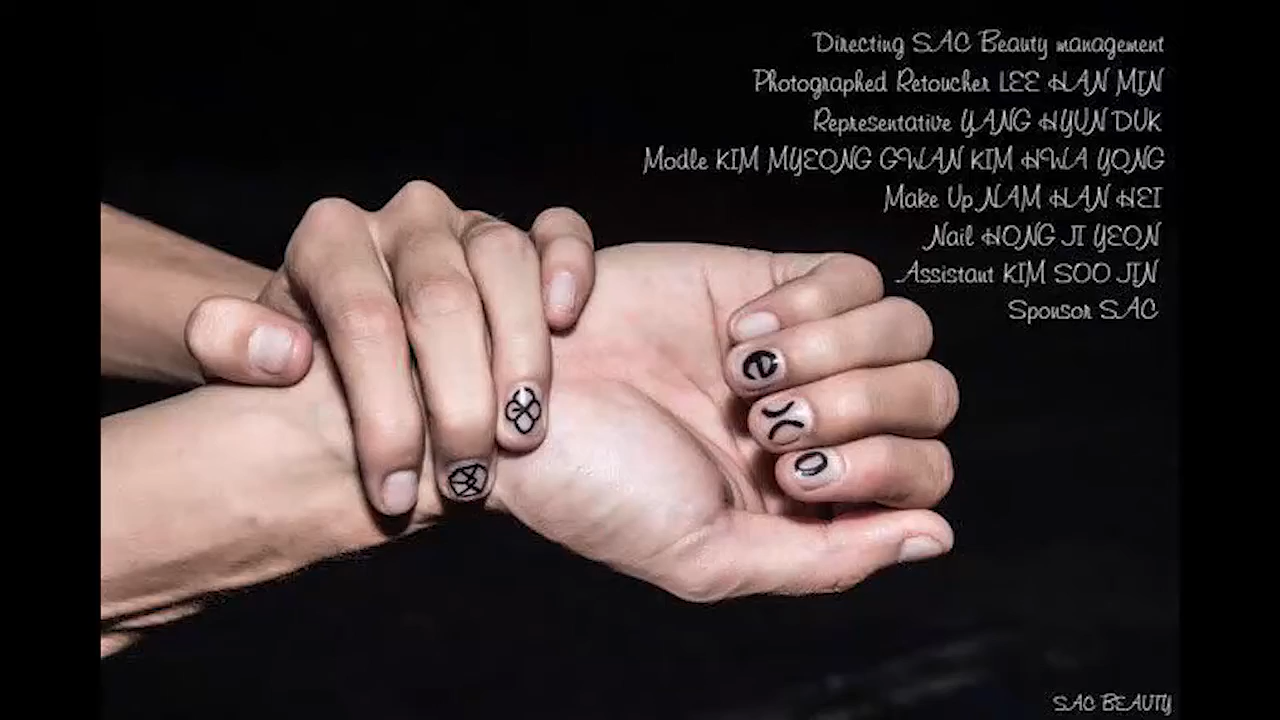 Directing SAC Beauty management
Photographed Retoucher LEE HAN MIN
Representative YANG HYUN DUK
Modle KIM MYEONG GWAN KIM HWA YONG
Make Up NAM HAN HEI
Nail HONG JI YEON
Assistant KIM SOO JIN
Sponsor SAC
e
x
o
SAC BEAUTY